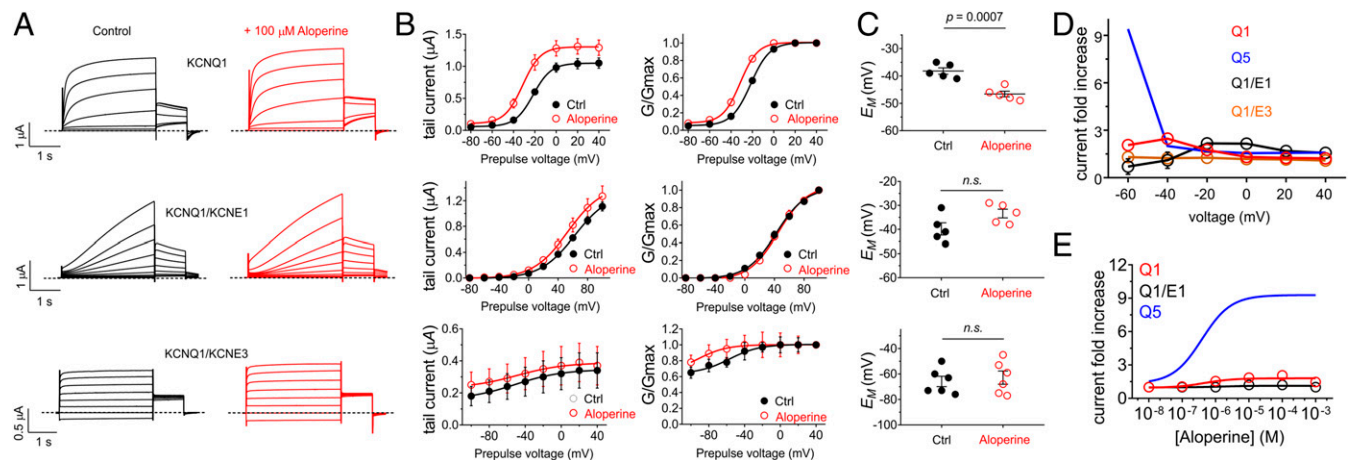 A
Control
+ 100 μM Aloperine
KCNQ1
1 μA
1 s
KCNQ1/KCNE1
1 μA
1 s
KCNQ1/KCNE3
0.5 μA
1 s
B
tail current (μA)
1.5
1.0
0.5
0.0
Ctrl
Aloperine
-80 -60 -40 -20 0 20 40
Prepulse voltage (mV)
G/Gmax
1.0
0.8
0.6
0.4
0.2
0.0
Ctrl
Aloperine
-80 -60 -40 -20 0 20 40
Prepulse voltage (mV)
tail current (μA)
1.5
1.0
0.5
0.0
Ctrl
Aloperine
-80 -40 0 40 80
Prepulse voltage (mV)
G/Gmax
1.0
0.8
0.6
0.4
0.2
0.0
Ctrl
Aloperine
-80 -40 0 40 80
Prepulse voltage (mV)
tail current (μA)
0.6
0.4
0.2
0.0
Ctrl
Aloperine
-80 -40 0 40
Prepulse voltage (mV)
G/Gmax
1.0
0.8
0.6
0.4
0.2
0.0
Ctrl
Aloperine
-80 -40 0 40
Prepulse voltage (mV)
C
p = 0.0007
EM (mV)
-30
-40
-50
-60
Ctrl
Aloperine
n.s.
EM (mV)
-20
-30
-40
-50
-60
Ctrl
Aloperine
n.s.
EM (mV)
-40
-60
-80
-100
Ctrl
Aloperine
D
Q1
Q5
Q1/E1
Q1/E3
current fold increase
9
6
3
0
-60 -40 -20 0 20 40
voltage (mV)
E
Q1
Q1/E1
Q5
current fold increase
12
9
6
3
0
10-8 10-7 10-6 10-5 10-4 10-3
[Aloperine] (M)